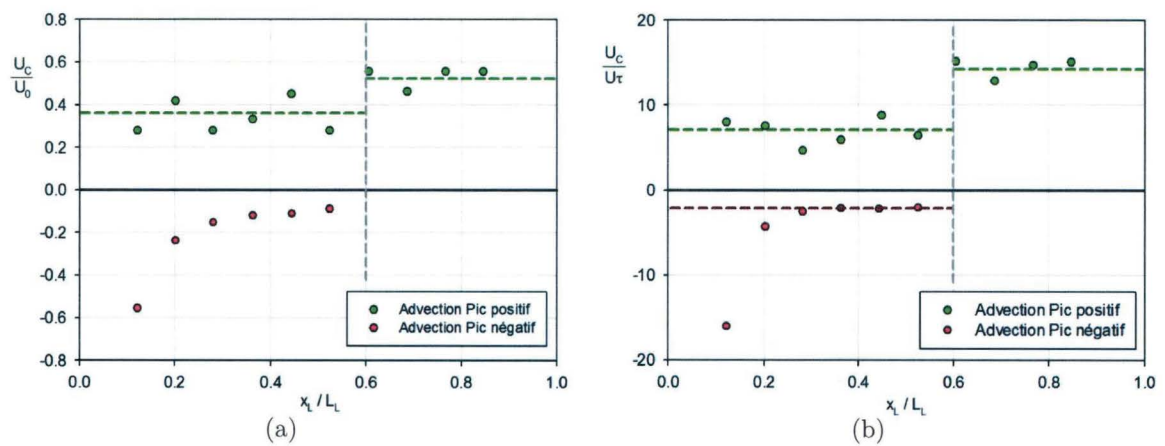 0.8
0.6
0.4
0.2
0.0
-0.2
-0.4
-0.6
-0.8
U_C
U_0
0.0 0.2 0.4 0.6 0.8 1.0
x_L / L_L
Advection Pic positif
Advection Pic négatif
(a)
20
10
0
-10
-20
U_C
Uτ
0.0 0.2 0.4 0.6 0.8 1.0
x_L / L_L
Advection Pic positif
Advection Pic négatif
(b)